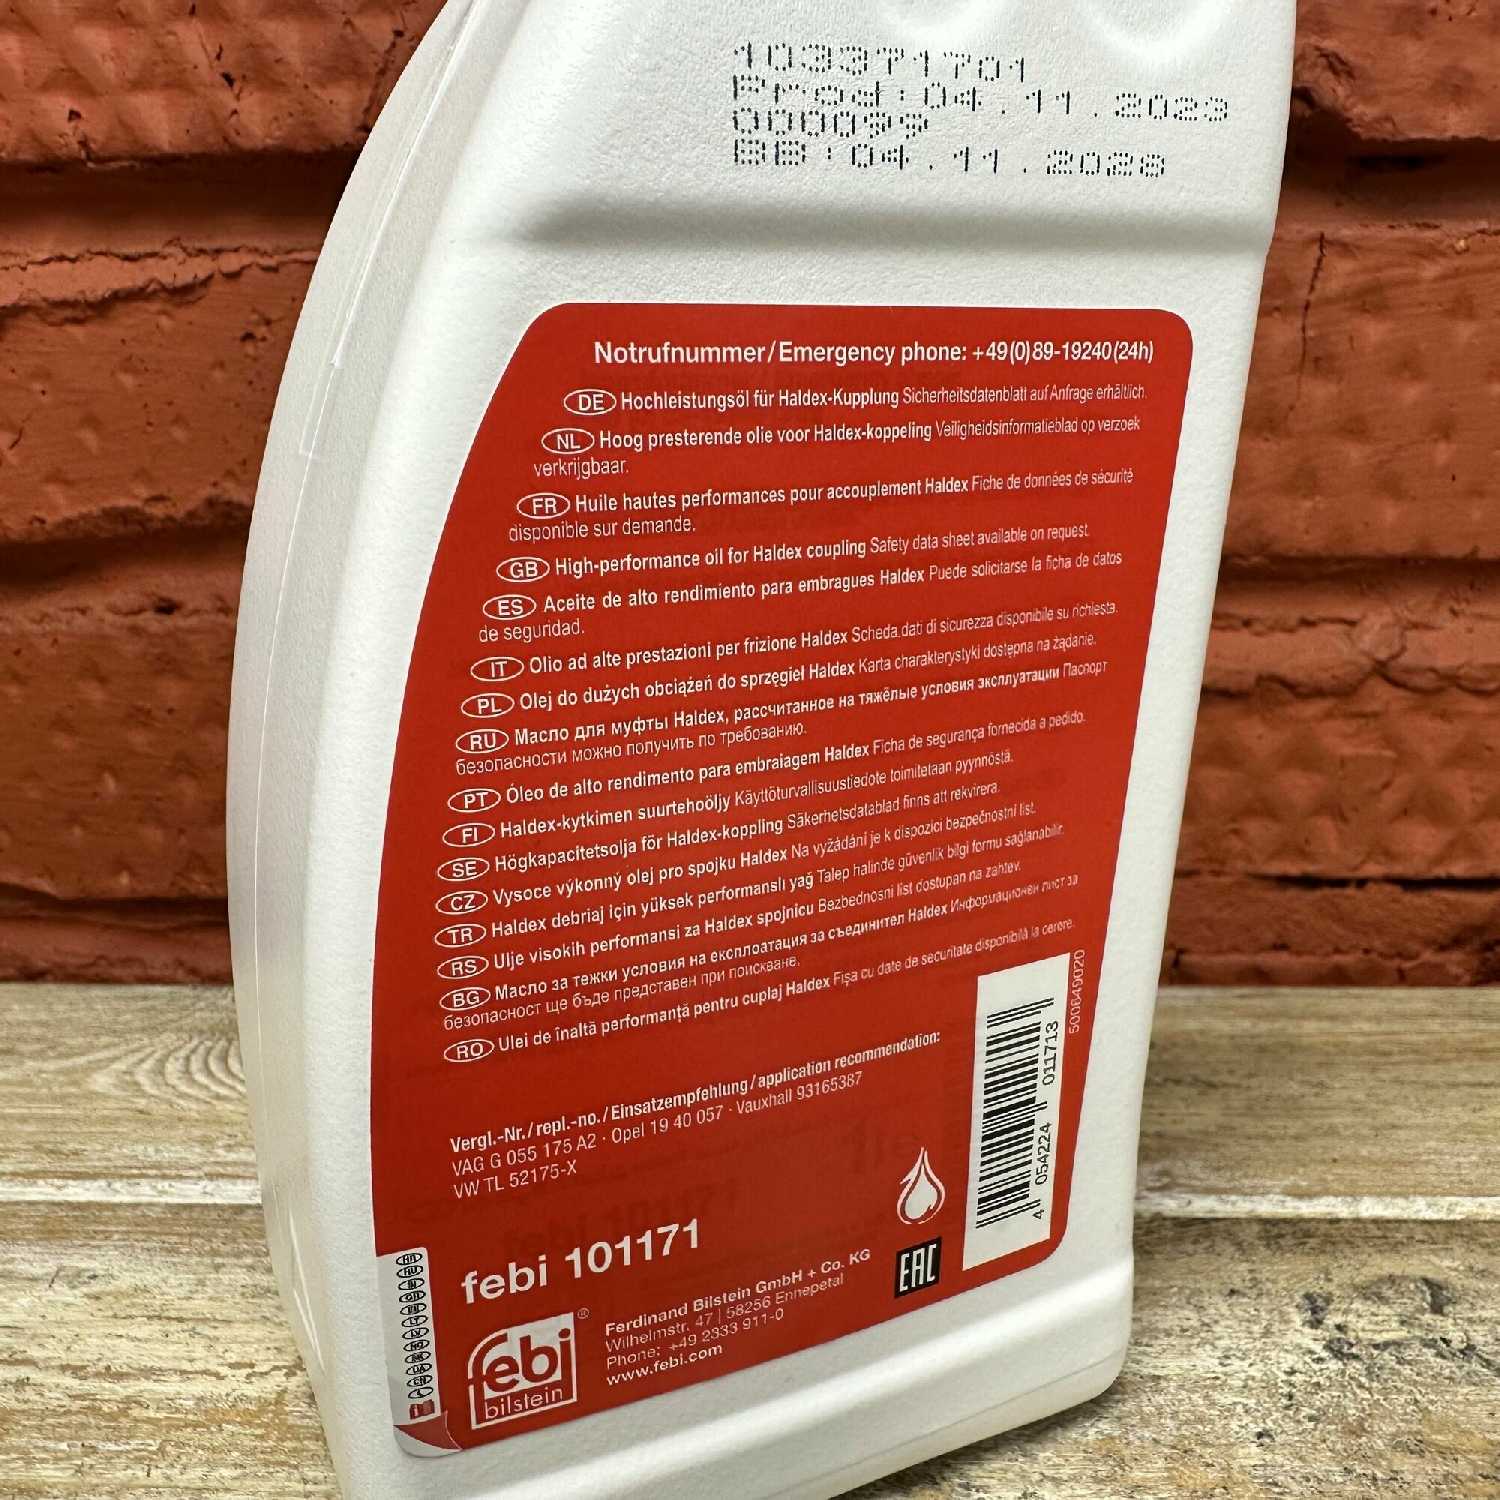 103371701
Prod:04.11.2023
000099
BB:04.11.2028
Notrufnummer/Emergency phone: +49(0)89-19240(24h)
DE Hochleistungsöl für Haldex-Kupplung Sicherheitsdatenblatt auf Anfrage erhältlich.
NL Hoog presterende olie voor Haldex-koppeling Veiligheidsinformatieblad op verzoek
verkrijgbaar.
FR Huile hautes performances pour accouplement Haldex Fiche de données de sécurité
disponible sur demande.
GB High-performance oil for Haldex coupling Safety data sheet available on request.
ES Aceite de alto rendimiento para embragues Haldex Puede solicitarse la ficha de datos
de seguridad.
IT Olio ad alte prestazioni per frizione Haldex Scheda dati di sicurezza disponibile su richiesta.
PL Olej do dużych obciążeń do sprzęgieł Haldex Karta charakterystyki dostępna na żądanie.
RU Масло для муфты Haldex, рассчитанное на тяжёлые условия эксплуатации Паспорт
безопасности можно получить по требованию.
PT Óleo de alto rendimento para embraiagem Haldex Ficha de segurança fornecida a pedido.
FI Haldex-kytkimen suurtehoöljy Käyttöturvallisuustiedote toimitetaan pyynnöstä.
SE Högkapacitetsolja för Haldex-koppling Säkerhetsdatablad finns att rekvirera.
CZ Vysoce výkonný olej pro spojku Haldex Na vyžádání je k dispozici bezpečnostní list.
TR Haldex debriaj için yüksek performanslı yağ Talep halinde güvenlik bilgi formu sağlanabilir.
RS Ulje visokih performansi za Haldex spojnicu Bezbednosni list dostupan na zahtev.
BG Масло за тежки условия на експлоатация за съединител Haldex Информационен лист за
безопасност ще бъде представен при поискване.
RO Ulei de înaltă performanță pentru cuplaj Haldex Fișa cu date de securitate disponibilă la cerere.
Vergl.-Nr./repl.-no./Einsatzempfehlung/application recommendation:
VAG G 055 175 A2 · Opel 19 40 057 · Vauxhall 93165387
VW TL 52175-X
4 054224 011713
500649020
febi 101171
EAC
febi ®
bilstein
Ferdinand Bilstein GmbH + Co. KG
Wilhelmstr. 47 | 58256 Ennepetal
Phone: +49 2333 911-0
www.febi.com